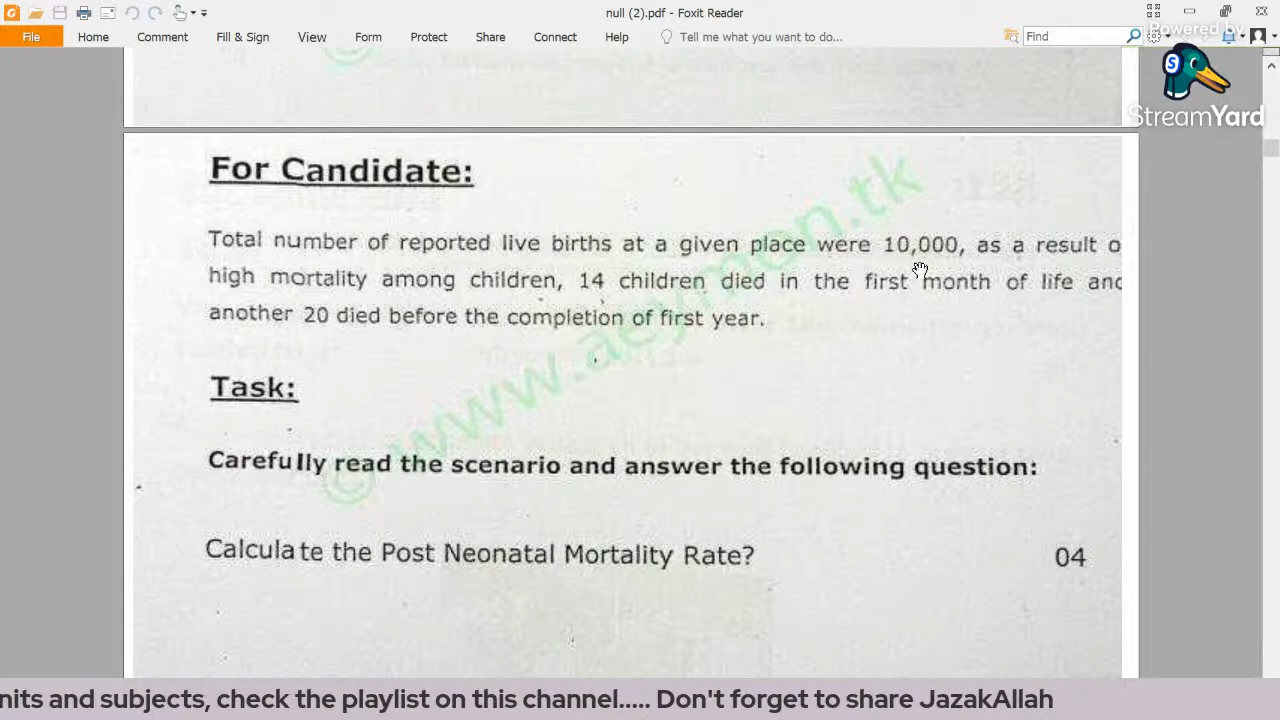 null (2).pdf - Foxit Reader
File Home Comment Fill & Sign View Form Protect Share Connect Help Tell me what you want to do... Find
Powered by
StreamYard
For Candidate:
Total number of reported live births at a given place were 10,000, as a result o
high mortality among children, 14 children died in the first month of life and
another 20 died before the completion of first year.
www.aeymon.tk
Task:
Carefully read the scenario and answer the following question:
Calculate the Post Neonatal Mortality Rate? 04
nits and subjects, check the playlist on this channel..... Don't forget to share JazakAllah